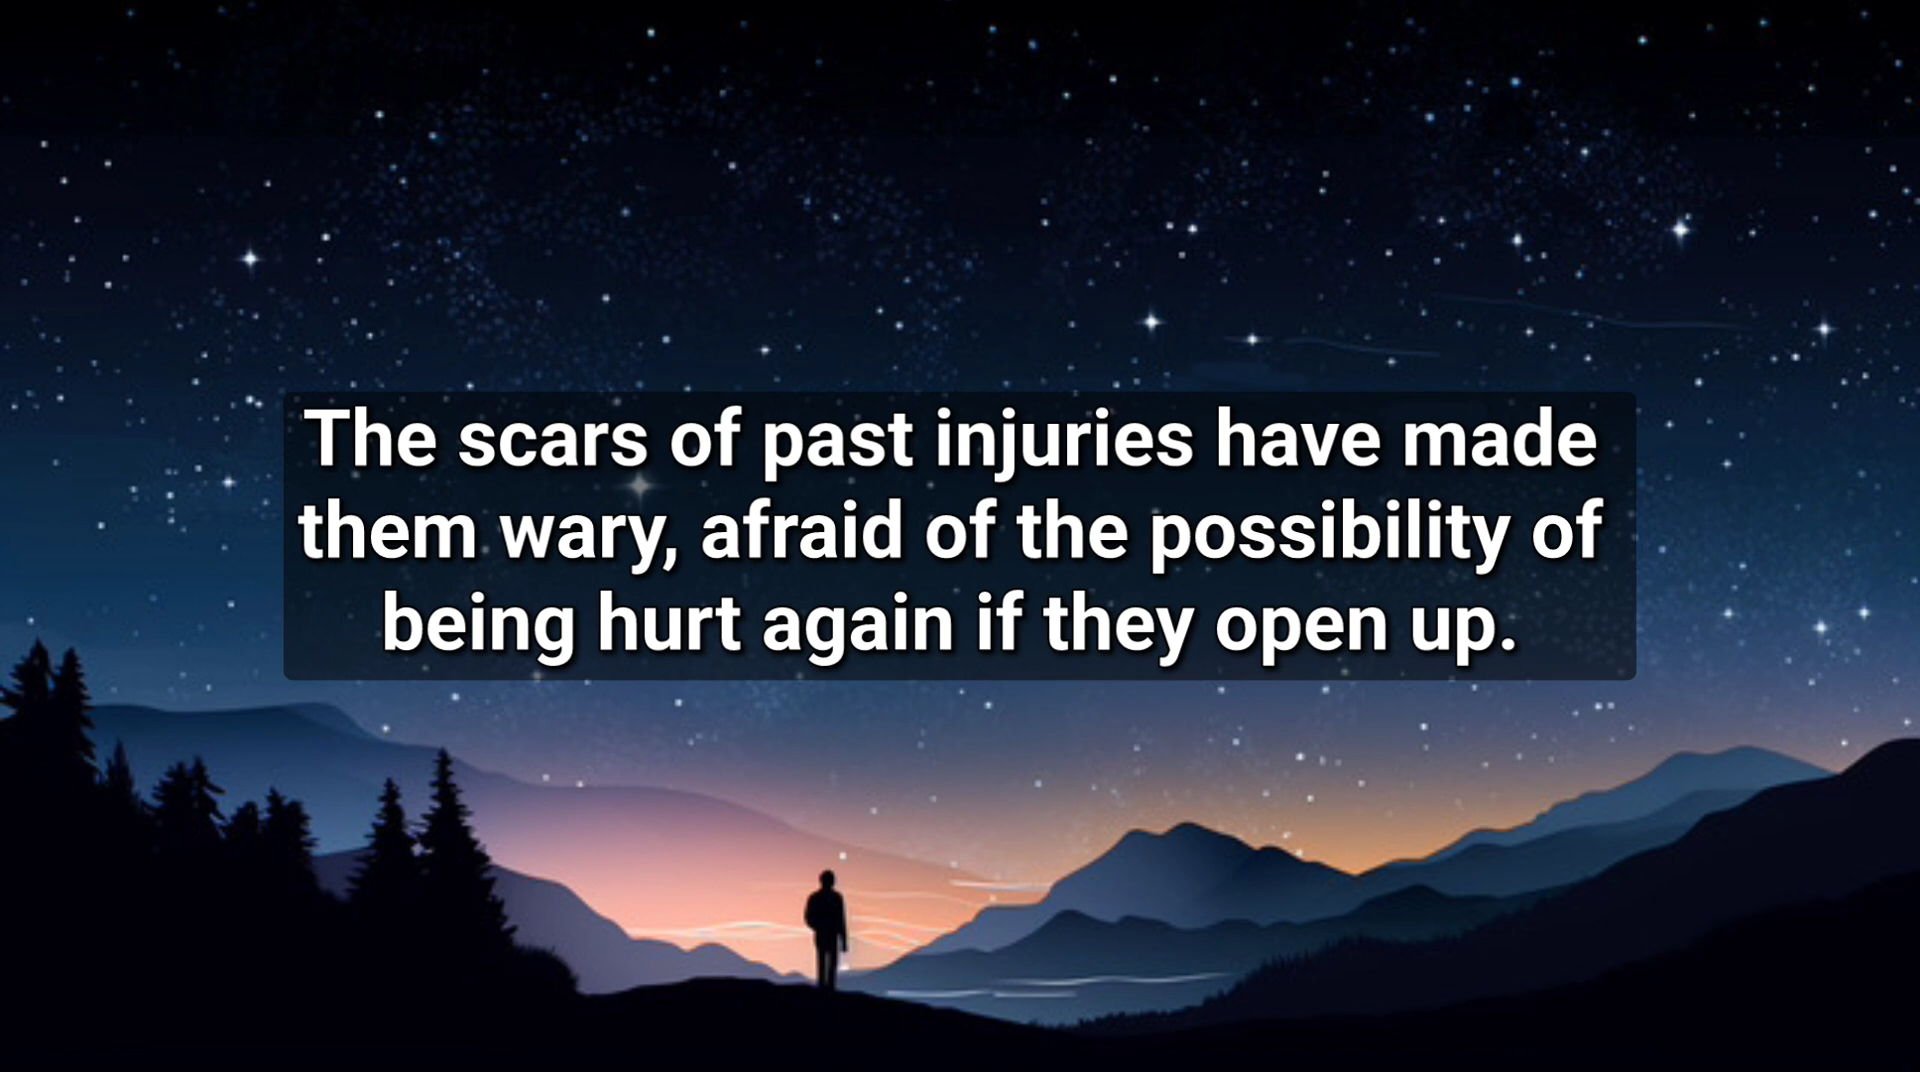 The scars of past injuries have made
them wary, afraid of the possibility of
being hurt again if they open up.